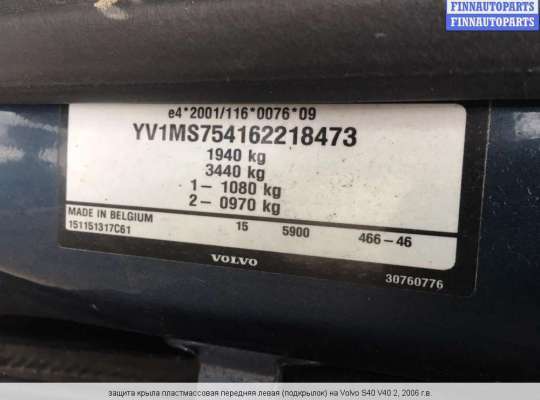 FINNAUTOPARTS
FINNAUTOPARTS
e4*2001/116*0076*09
YV1MS754162218473
1940 kg
3440 kg
1- 1080 kg
2- 0970 kg
MADE IN BELGIUM
151151317C61 15 5900 466-46
VOLVO
30760776
защита крыла пластмассовая передняя левая (подкрылок) на Volvo S40 V40 2, 2006 г.в.